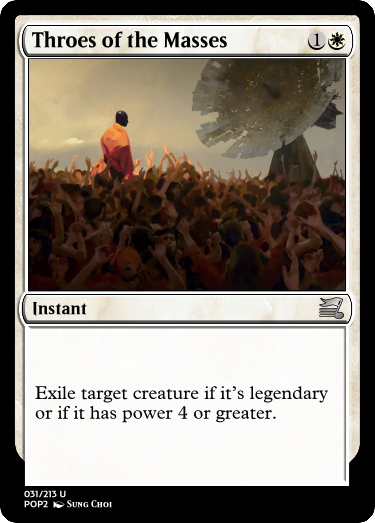 Throes of the Masses 1
Instant
Exile target creature if it's legendary
or if it has power 4 or greater.
031/213 U
POP2 Sung Choi